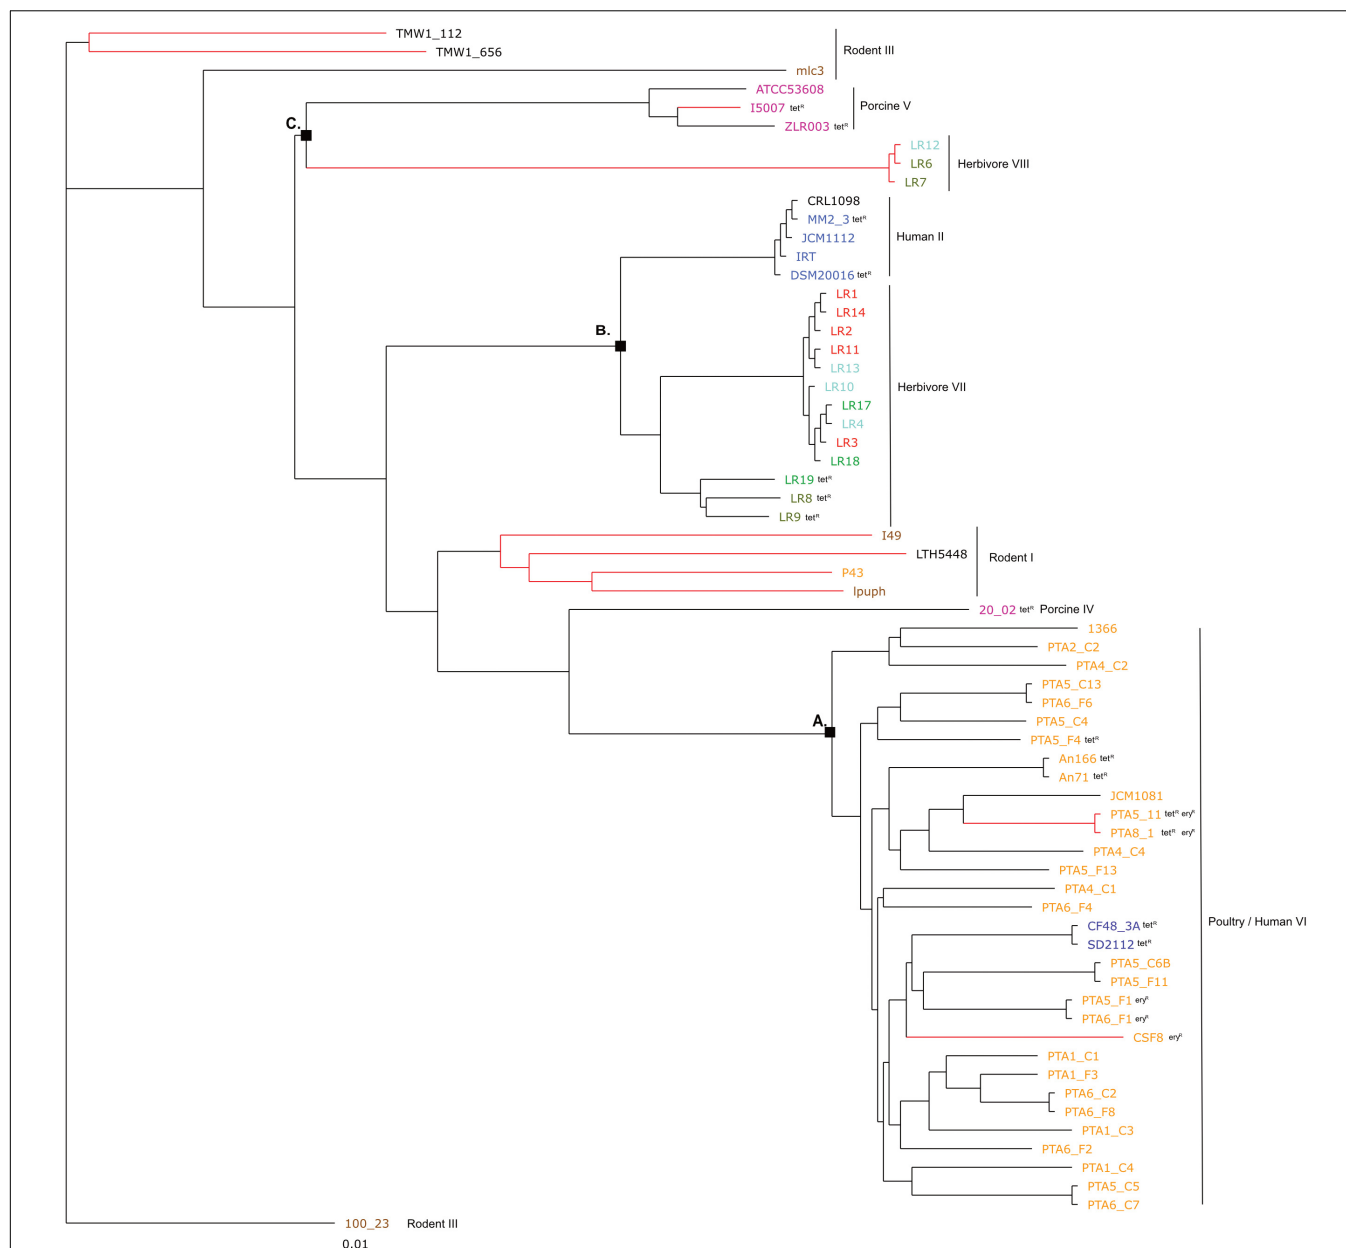 TMW1_112
TMW1_656
Rodent III
mlc3
ATCC53608
I5007 tetR
Porcine V
ZLR003 tetR
C.
LR12
LR6
Herbivore VIII
LR7
CRL1098
MM2_3 tetR
JCM1112
Human II
IRT
DSM20016 tetR
LR1
LR14
B.
LR2
LR11
LR13
LR10
Herbivore VII
LR17
LR4
LR3
LR18
LR19 tetR
LR8 tetR
LR9 tetR
I49
LTH5448
Rodent I
P43
lpuph
20_02 tetR Porcine IV
1366
PTA2_C2
PTA4_C2
PTA5_C13
PTA6_F6
A.
PTA5_C4
PTA5_F4 tetR
An166 tetR
An71 tetR
JCM1081
PTA5_11 tetR eryR
PTA8_1 tetR eryR
PTA4_C4
PTA5_F13
PTA4_C1
PTA6_F4
Poultry / Human VI
CF48_3A tetR
SD2112 tetR
PTA5_C6B
PTA5_F11
PTA5_F1 eryR
PTA6_F1 eryR
CSF8 eryR
PTA1_C1
PTA1_F3
PTA6_C2
PTA6_F8
PTA1_C3
PTA6_F2
PTA1_C4
PTA5_C5
PTA6_C7
100_23 Rodent III
0.01